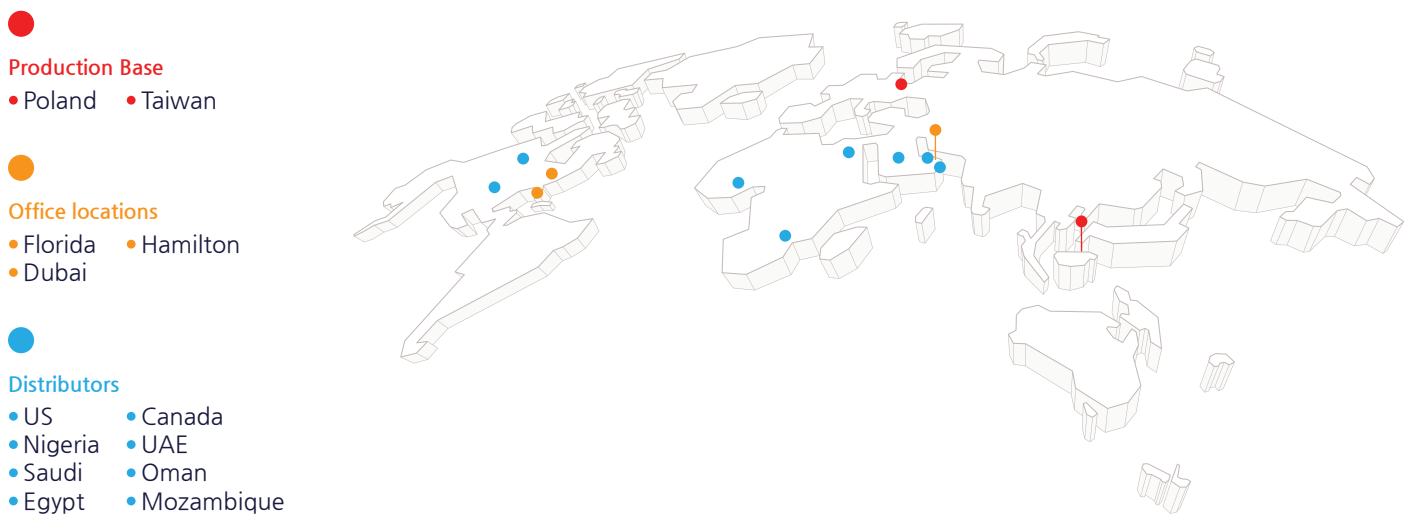 Production Base
• Poland • Taiwan
Office locations
• Florida • Hamilton
• Dubai
Distributors
• US • Canada
• Nigeria • UAE
• Saudi • Oman
• Egypt • Mozambique